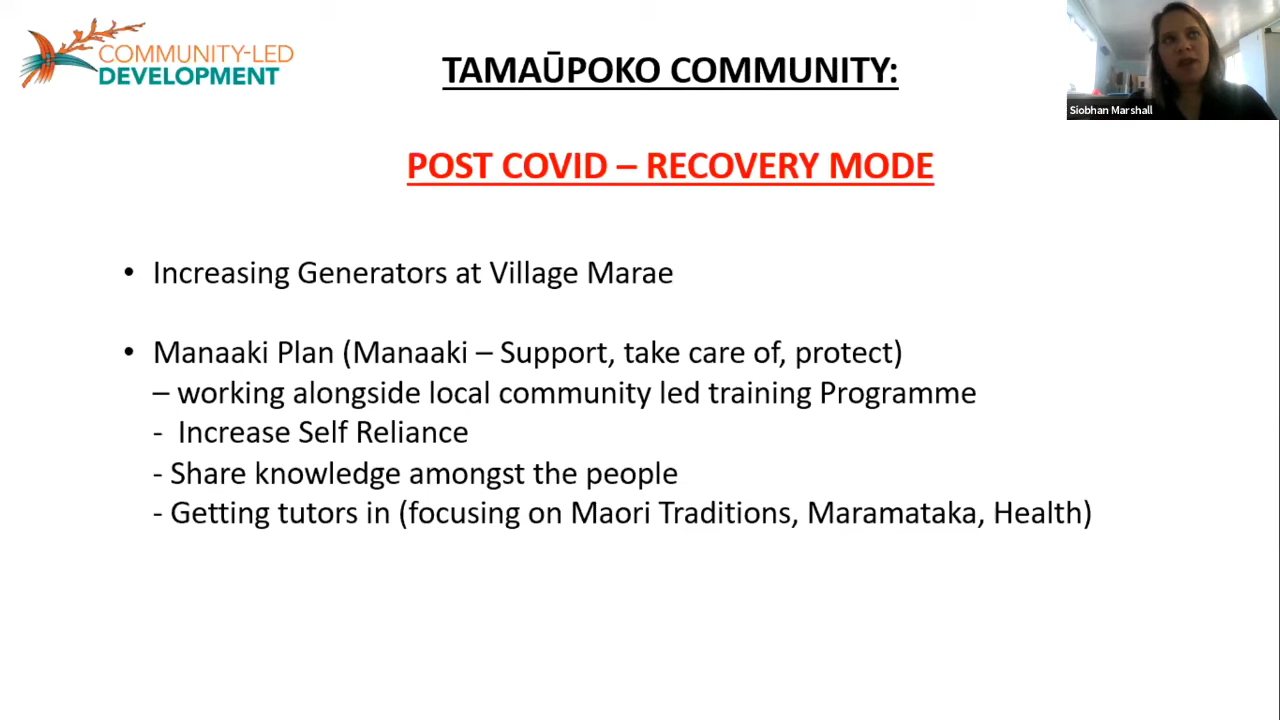 COMMUNITY-LED
DEVELOPMENT
TAMAŪPOKO COMMUNITY:
Siobhan Marshall
POST COVID – RECOVERY MODE
• Increasing Generators at Village Marae
• Manaaki Plan (Manaaki – Support, take care of, protect)
– working alongside local community led training Programme
- Increase Self Reliance
- Share knowledge amongst the people
- Getting tutors in (focusing on Maori Traditions, Maramataka, Health)